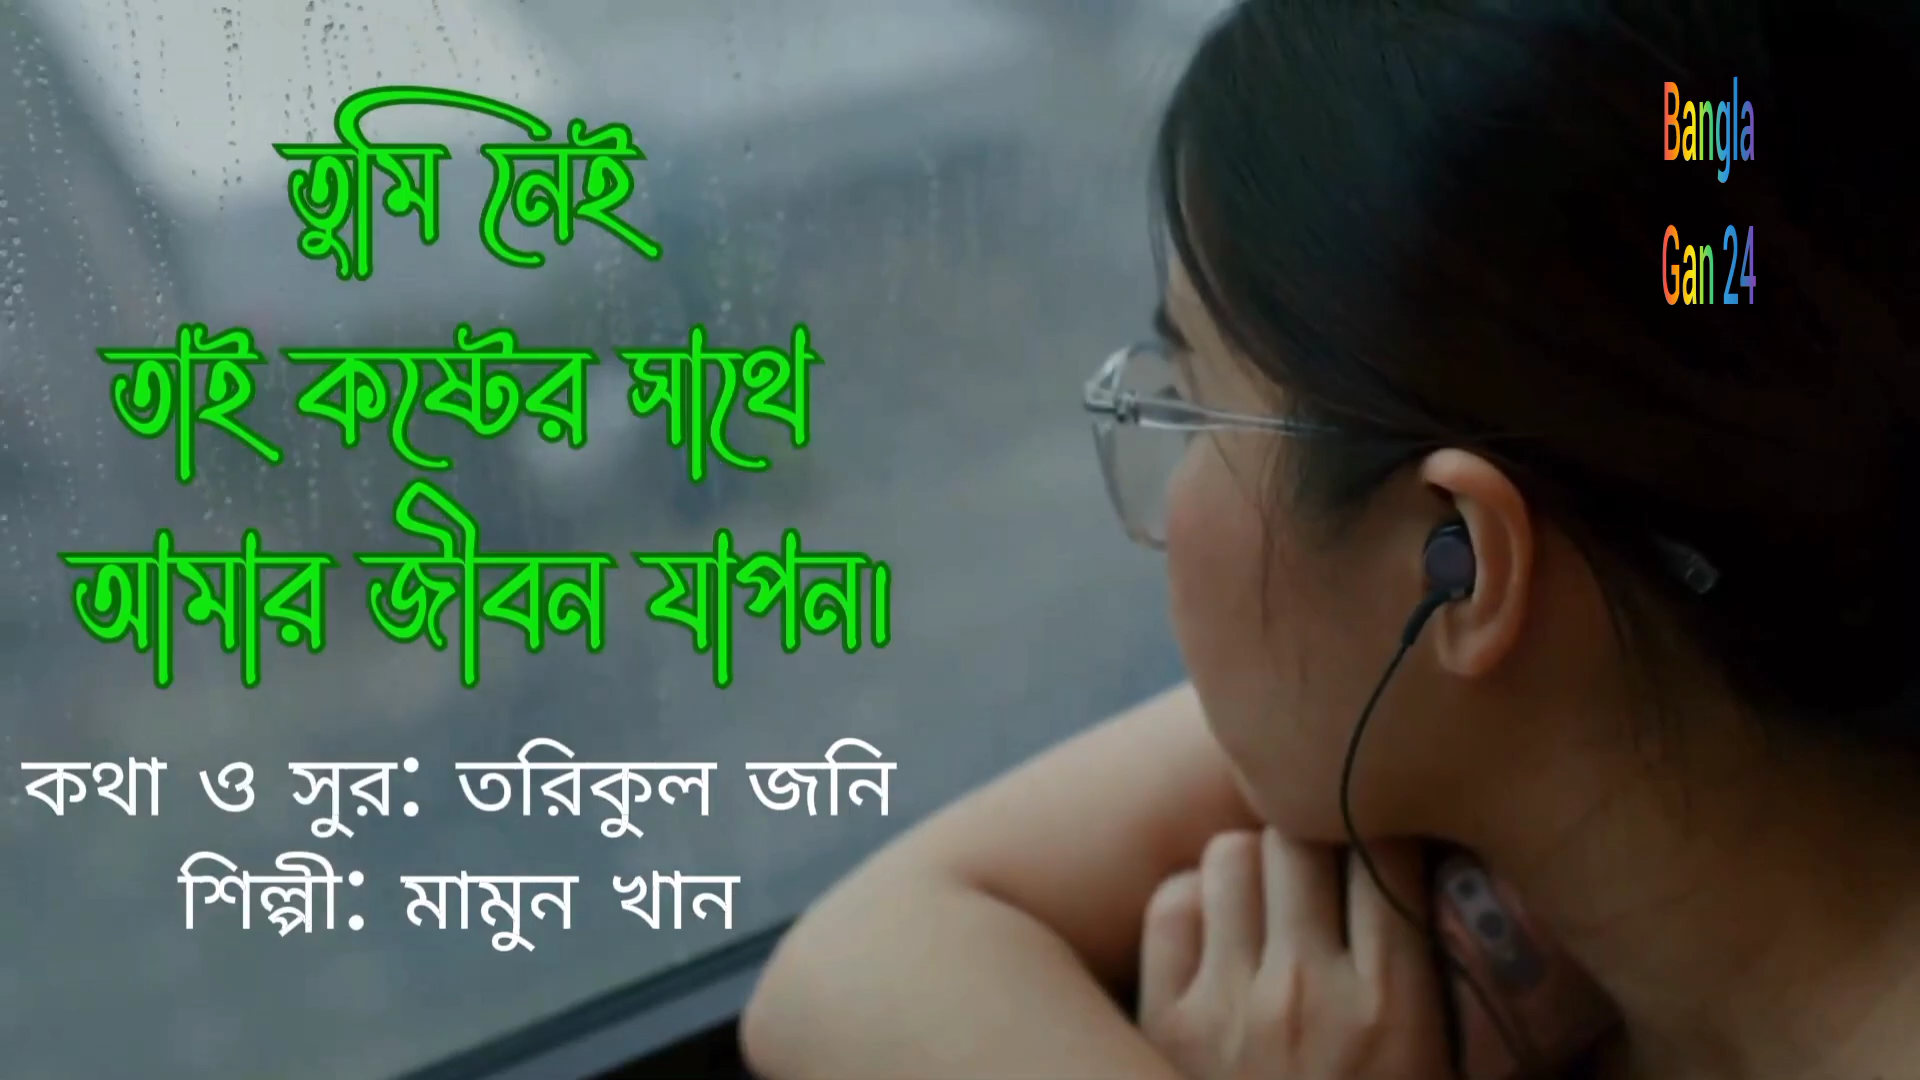 তুমি নেই
তাই কষ্টের সাথে
আমার জীবন যাপন।
কথা ও সুর: তরিকুল জনি
শিল্পী: মামুন খান
Bangla
Gan 24